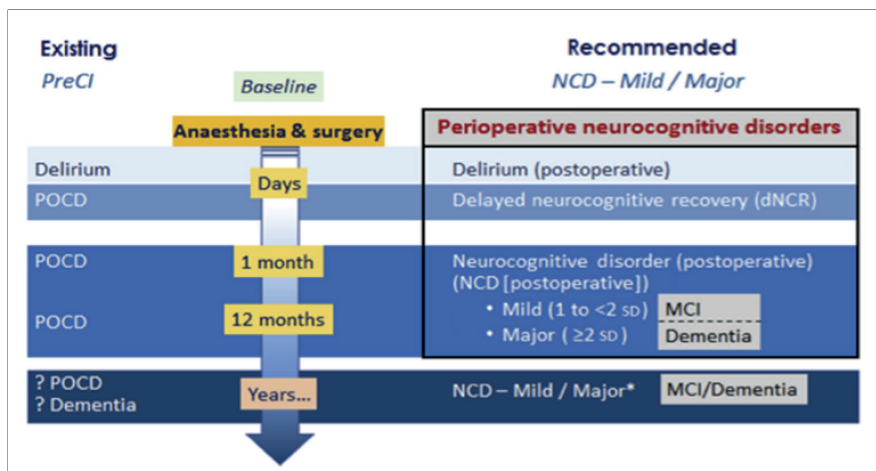 Existing
Recommended
PreCI
Baseline
NCD – Mild / Major
Anaesthesia & surgery
Perioperative neurocognitive disorders
Delirium
Delirium (postoperative)
Days
POCD
Delayed neurocognitive recovery (dNCR)
POCD
1 month
Neurocognitive disorder (postoperative)
(NCD [postoperative])
• Mild (1 to <2 SD) MCI
POCD
12 months
• Major ( ≥2 SD) Dementia
? POCD
? Dementia
Years...
NCD – Mild / Major* MCI/Dementia